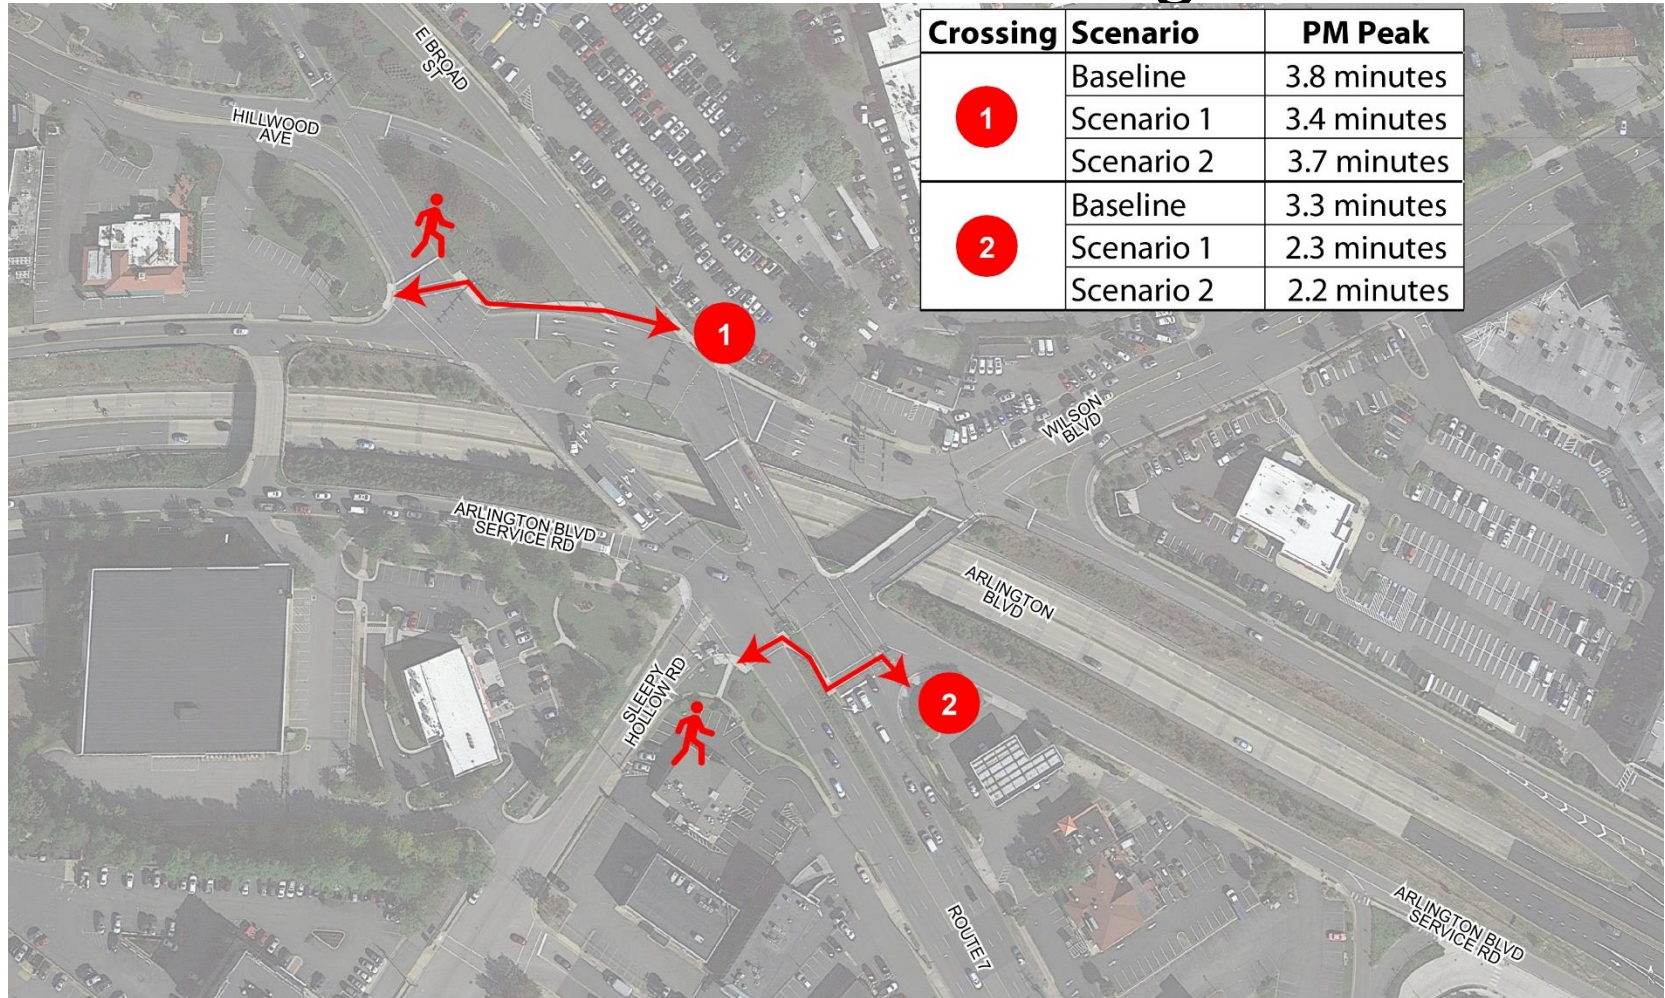 Crossing Scenario PM Peak
1
Baseline 3.8 minutes
Scenario 1 3.4 minutes
Scenario 2 3.7 minutes
2
Baseline 3.3 minutes
Scenario 1 2.3 minutes
Scenario 2 2.2 minutes
E BROAD
ST
HILLWOOD
AVE
1
WILSON
BLVD
ARLINGTON BLVD
SERVICE RD
ARLINGTON
BLVD
SLEEPY
HOLLOW RD
2
ROUTE 7
ARLINGTON BLVD
SERVICE RD